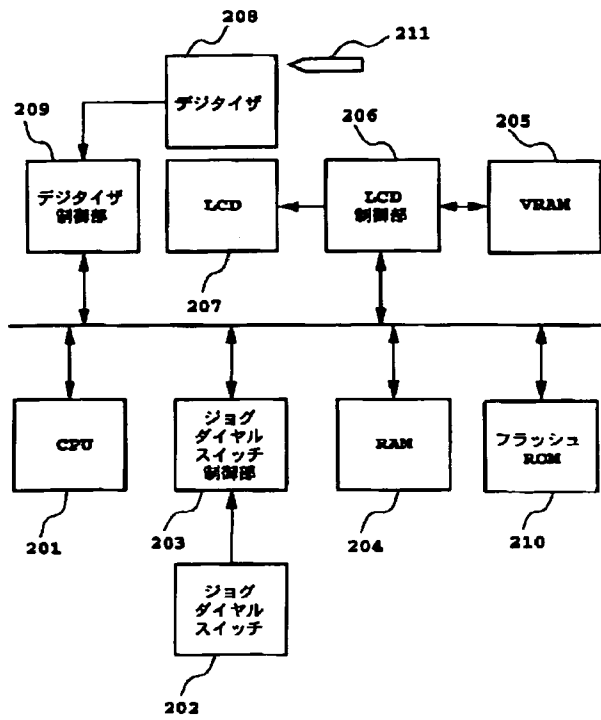 208
211
デジタイザ
209
206
205
デジタイザ
制御部
LCD
LCD
制御部
VRAM
207
CPU
ジョグ
ダイヤル
スイッチ
制御部
RAM
フラッシュ
ROM
201
203
204
210
ジョグ
ダイヤル
スイッチ
202